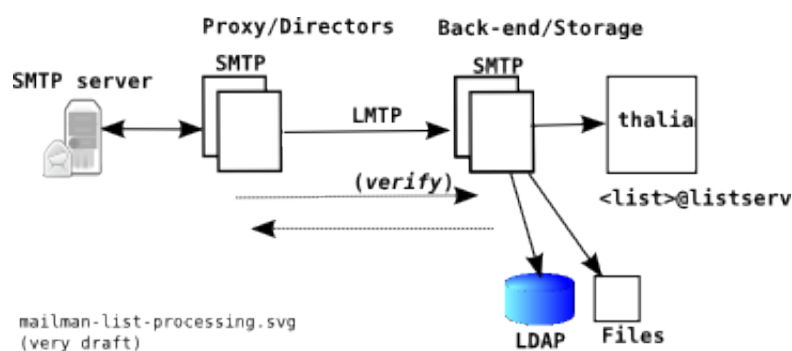 Proxy/Directors
Back-end/Storage
SMTP
SMTP
SMTP server
LMTP
thalia
(verify)
<list>@listserv
mailman-list-processing.svg
(very draft)
LDAP
Files